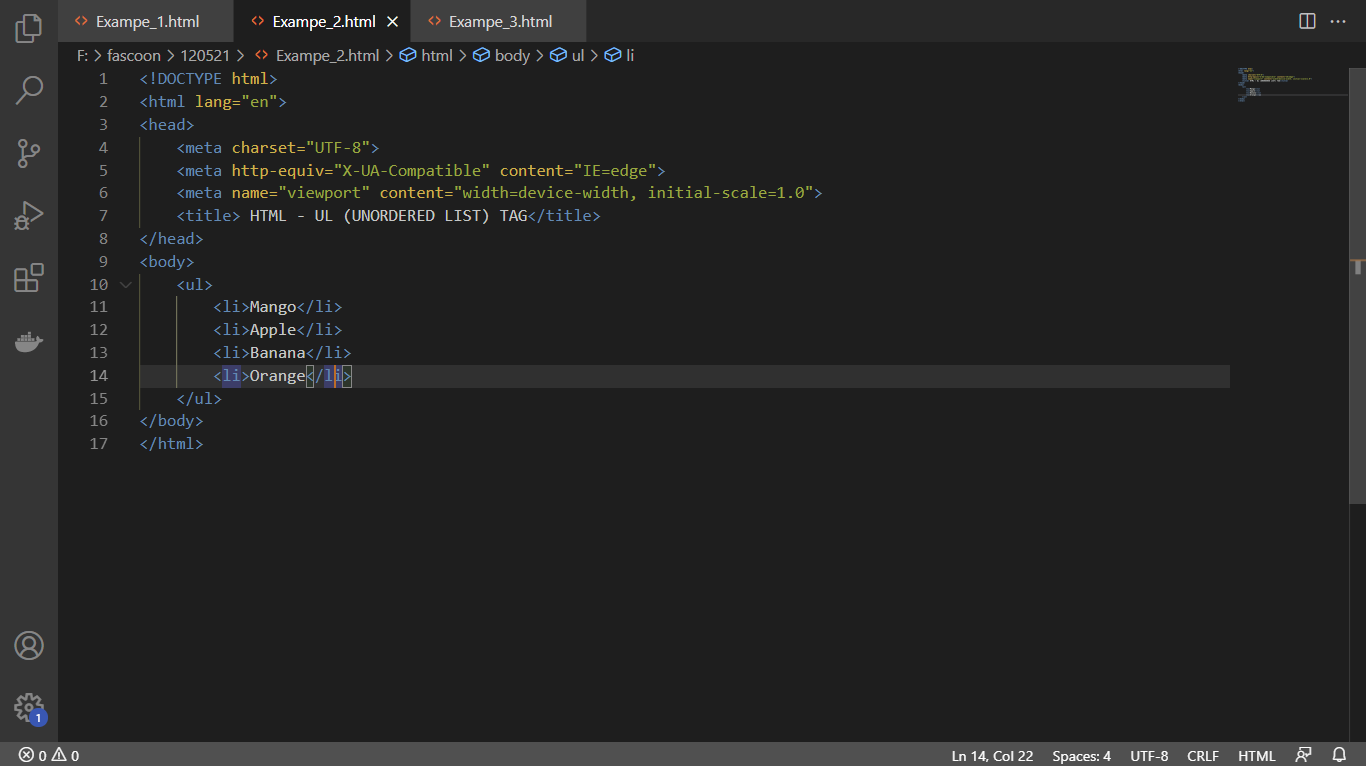 Exampe_1.html Exampe_2.html Exampe_3.html
F: > fascoon > 120521 > Exampe_2.html > html > body > ul > li
1 <!DOCTYPE html>
2 <html lang="en">
3 <head>
4     <meta charset="UTF-8">
5     <meta http-equiv="X-UA-Compatible" content="IE=edge">
6     <meta name="viewport" content="width=device-width, initial-scale=1.0">
7     <title> HTML - UL (UNORDERED LIST) TAG</title>
8 </head>
9 <body>
10     <ul>
11         <li>Mango</li>
12         <li>Apple</li>
13         <li>Banana</li>
14         <li>Orange</li>
15     </ul>
16 </body>
17 </html>
1
0 0 Ln 14, Col 22 Spaces: 4 UTF-8 CRLF HTML